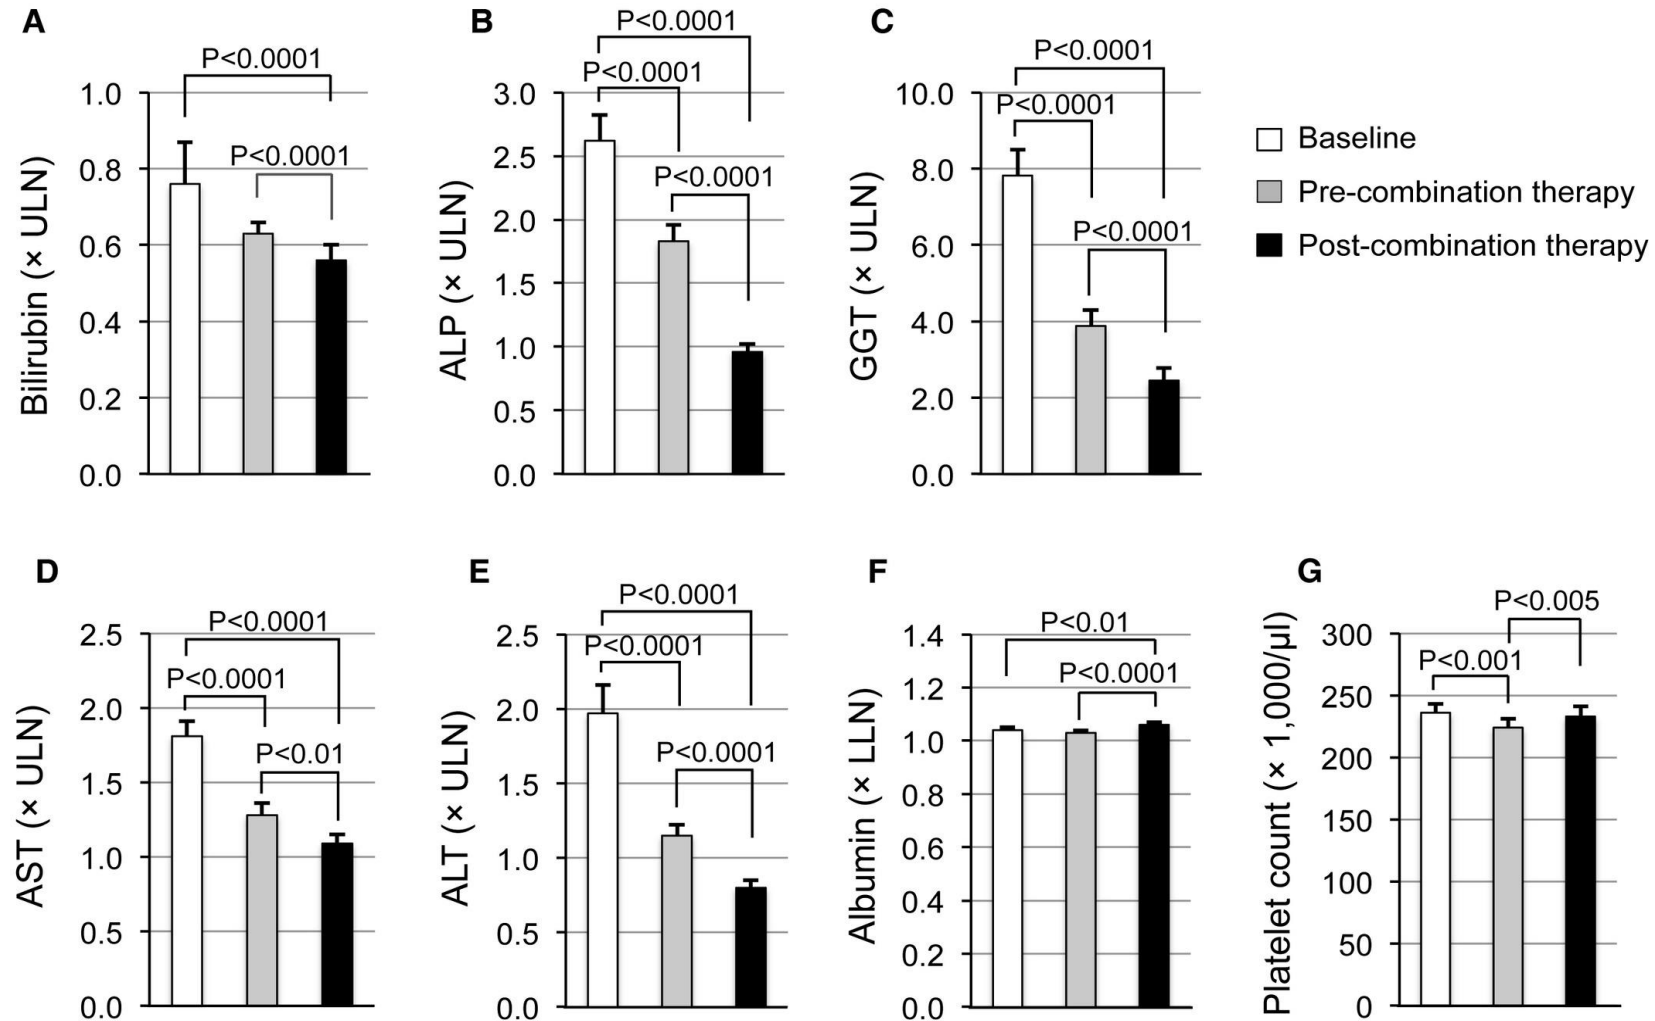 A
P<0.0001
P<0.0001
1.0
0.8
0.6
0.4
0.2
0.0
Bilirubin (× ULN)
B
P<0.0001
P<0.0001
P<0.0001
3.0
2.5
2.0
1.5
1.0
0.5
0.0
ALP (× ULN)
C
P<0.0001
P<0.0001
P<0.0001
10.0
8.0
6.0
4.0
2.0
0.0
GGT (× ULN)
Baseline
Pre-combination therapy
Post-combination therapy
D
P<0.0001
P<0.0001
P<0.01
2.5
2.0
1.5
1.0
0.5
0.0
AST (× ULN)
E
P<0.0001
P<0.0001
P<0.0001
2.5
2.0
1.5
1.0
0.5
0.0
ALT (× ULN)
F
P<0.01
P<0.0001
1.4
1.2
1.0
0.8
0.6
0.4
0.2
0.0
Albumin (× LLN)
G
P<0.005
P<0.001
300
250
200
150
100
50
0
Platelet count (× 1,000/µl)